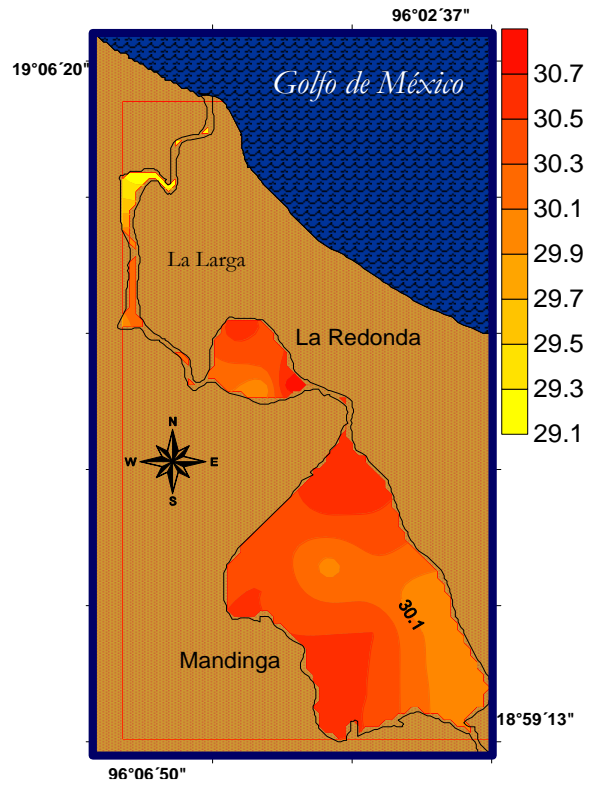 96°02´37"
19°06´20"
Golfo de México
30.7
30.5
30.3
30.1
29.9
29.7
29.5
29.3
29.1
La Larga
La Redonda
N
W E
S
30.1
Mandinga
18°59´13"
96°06´50"